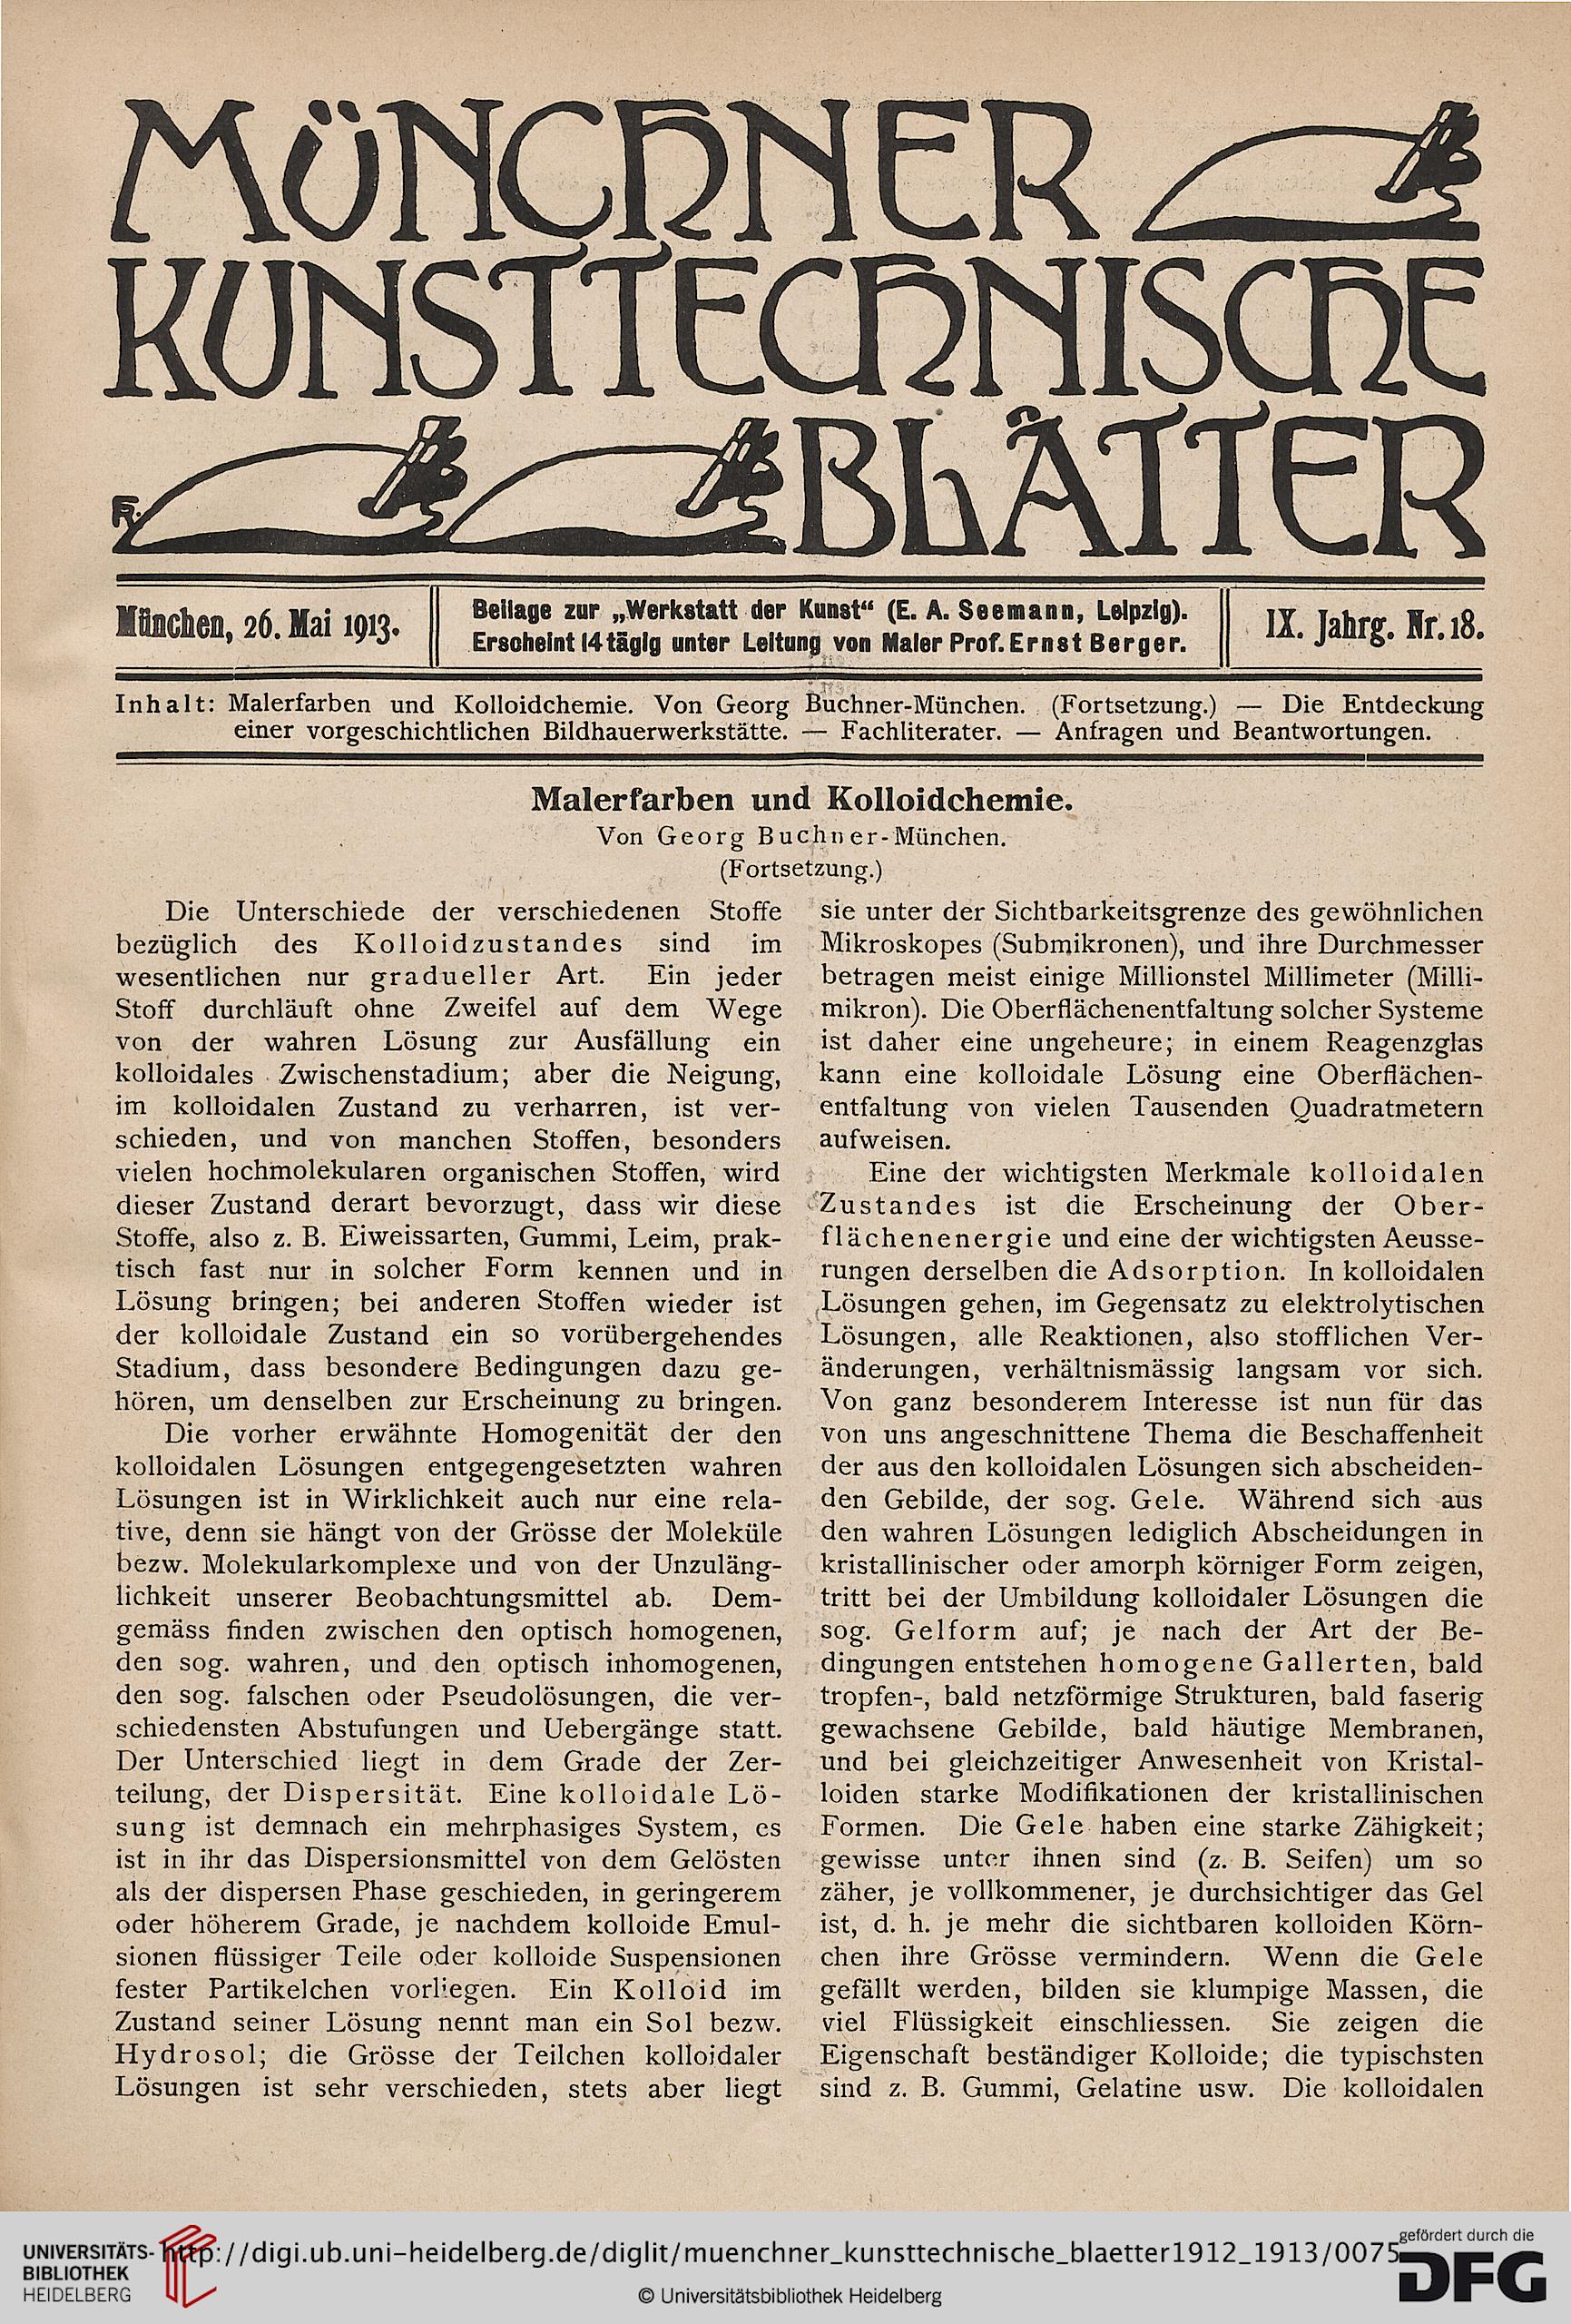 MÜNCHNER
KUNSTTECHNISCHE
BLÄTTER
FR.
München, 26. Mai 1913.
Beilage zur „Werkstatt der Kunst“ (E. A. Seemann, Leipzig).
Erscheint 14tägig unter Leitung von Maler Prof. Ernst Berger.
IX. Jahrg. Nr. 18.
Inhalt: Malerfarben und Kolloidchemie. Von Georg Buchner-München. (Fortsetzung.) — Die Entdeckung
einer vorgeschichtlichen Bildhauerwerkstätte. — Fachliterater. — Anfragen und Beantwortungen.
Malerfarben und Kolloidchemie.
Von Georg Buchner-München.
(Fortsetzung.)
Die Unterschiede der verschiedenen Stoffe
bezüglich des Kolloidzustandes sind im
wesentlichen nur gradueller Art. Ein jeder
Stoff durchläuft ohne Zweifel auf dem Wege
von der wahren Lösung zur Ausfällung ein
kolloidales Zwischenstadium; aber die Neigung,
im kolloidalen Zustand zu verharren, ist ver-
schieden, und von manchen Stoffen, besonders
vielen hochmolekularen organischen Stoffen, wird
dieser Zustand derart bevorzugt, dass wir diese
Stoffe, also z. B. Eiweissarten, Gummi, Leim, prak-
tisch fast nur in solcher Form kennen und in
Lösung bringen; bei anderen Stoffen wieder ist
der kolloidale Zustand ein so vorübergehendes
Stadium, dass besondere Bedingungen dazu ge-
hören, um denselben zur Erscheinung zu bringen.
Die vorher erwähnte Homogenität der den
kolloidalen Lösungen entgegengesetzten wahren
Lösungen ist in Wirklichkeit auch nur eine rela-
tive, denn sie hängt von der Grösse der Moleküle
bezw. Molekularkomplexe und von der Unzuläng-
lichkeit unserer Beobachtungsmittel ab. Dem-
gemäss finden zwischen den optisch homogenen,
den sog. wahren, und den optisch inhomogenen,
den sog. falschen oder Pseudolösungen, die ver-
schiedensten Abstufungen und Uebergänge statt.
Der Unterschied liegt in dem Grade der Zer-
teilung, der Dispersität. Eine kolloidale Lö-
sung ist demnach ein mehrphasiges System, es
ist in ihr das Dispersionsmittel von dem Gelösten
als der dispersen Phase geschieden, in geringerem
oder höherem Grade, je nachdem kolloide Emul-
sionen flüssiger Teile oder kolloide Suspensionen
fester Partikelchen vorliegen. Ein Kolloid im
Zustand seiner Lösung nennt man ein Sol bezw.
Hydrosol; die Grösse der Teilchen kolloidaler
Lösungen ist sehr verschieden, stets aber liegt
sie unter der Sichtbarkeitsgrenze des gewöhnlichen
Mikroskopes (Submikronen), und ihre Durchmesser
betragen meist einige Millionstel Millimeter (Milli-
mikron). Die Oberflächenentfaltung solcher Systeme
ist daher eine ungeheure; in einem Reagenzglas
kann eine kolloidale Lösung eine Oberflächen-
entfaltung von vielen Tausenden Quadratmetern
aufweisen.
Eine der wichtigsten Merkmale kolloidalen
Zustandes ist die Erscheinung der Ober-
flächenenergie und eine der wichtigsten Aeusse-
rungen derselben die Adsorption. In kolloidalen
Lösungen gehen, im Gegensatz zu elektrolytischen
Lösungen, alle Reaktionen, also stofflichen Ver-
änderungen, verhältnismässig langsam vor sich.
Von ganz besonderem Interesse ist nun für das
von uns angeschnittene Thema die Beschaffenheit
der aus den kolloidalen Lösungen sich abscheiden-
den Gebilde, der sog. Gele. Während sich aus
den wahren Lösungen lediglich Abscheidungen in
kristallinischer oder amorph körniger Form zeigen,
tritt bei der Umbildung kolloidaler Lösungen die
sog. Gelform auf; je nach der Art der Be-
dingungen entstehen homogene Gallerten, bald
tropfen-, bald netzförmige Strukturen, bald faserig
gewachsene Gebilde, bald häutige Membranen,
und bei gleichzeitiger Anwesenheit von Kristal-
loiden starke Modifikationen der kristallinischen
Formen. Die Gele haben eine starke Zähigkeit;
gewisse unter ihnen sind (z. B. Seifen) um so
zäher, je vollkommener, je durchsichtiger das Gel
ist, d. h. je mehr die sichtbaren kolloiden Körn-
chen ihre Grösse vermindern. Wenn die Gele
gefällt werden, bilden sie klumpige Massen, die
viel Flüssigkeit einschliessen. Sie zeigen die
Eigenschaft beständiger Kolloide; die typischsten
sind z. B. Gummi, Gelatine usw. Die kolloidalen
UNIVERSITÄTS-
BIBLIOTHEK
HEIDELBERG
http://digi.ub.uni-heidelberg.de/diglit/muenchner_kunsttechnische_blaetter1912_1913/0075
© Universitätsbibliothek Heidelberg
gefördert durch die
DFG